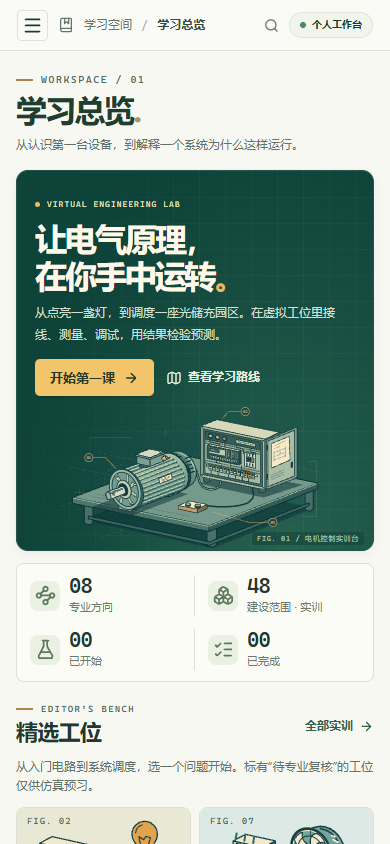 学习空间 / 学习总览
个人工作台
WORKSPACE / 01
学习总览。
从认识第一台设备，到解释一个系统为什么这样运行。
VIRTUAL ENGINEERING LAB
让电气原理，
在你手中运转。
从点亮一盏灯，到调度一座光储充园区。在虚拟工位里接
线、测量、调试，用结果检验预测。
开始第一课
查看学习路线
FIG. 01 / 电机控制实训台
08
专业方向
48
建设范围 · 实训
00
已开始
00
已完成
EDITOR'S BENCH
精选工位
全部实训
从入门电路到系统调度，选一个问题开始。标有“待专业复核”的工位
仅供仿真预习。
FIG. 02
FIG. 07